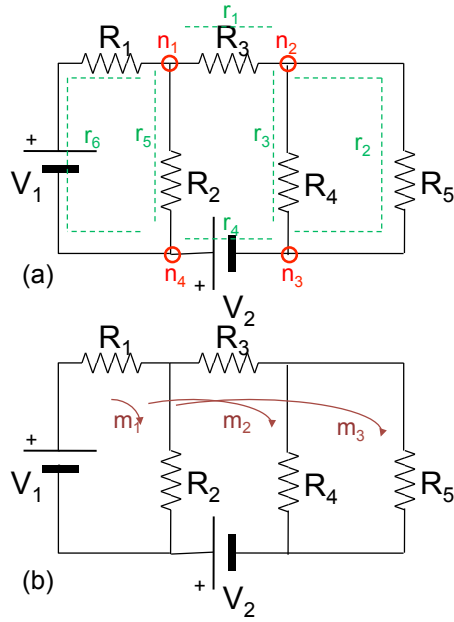 r1
R1 n1 R3 n2
+ r6 r5 r3 r2
V1 R2 R4 R5
r4
n4 n3
(a) +
V2
R1 R3
m1 m2 m3
+
V1 R2 R4 R5
(b) +
V2